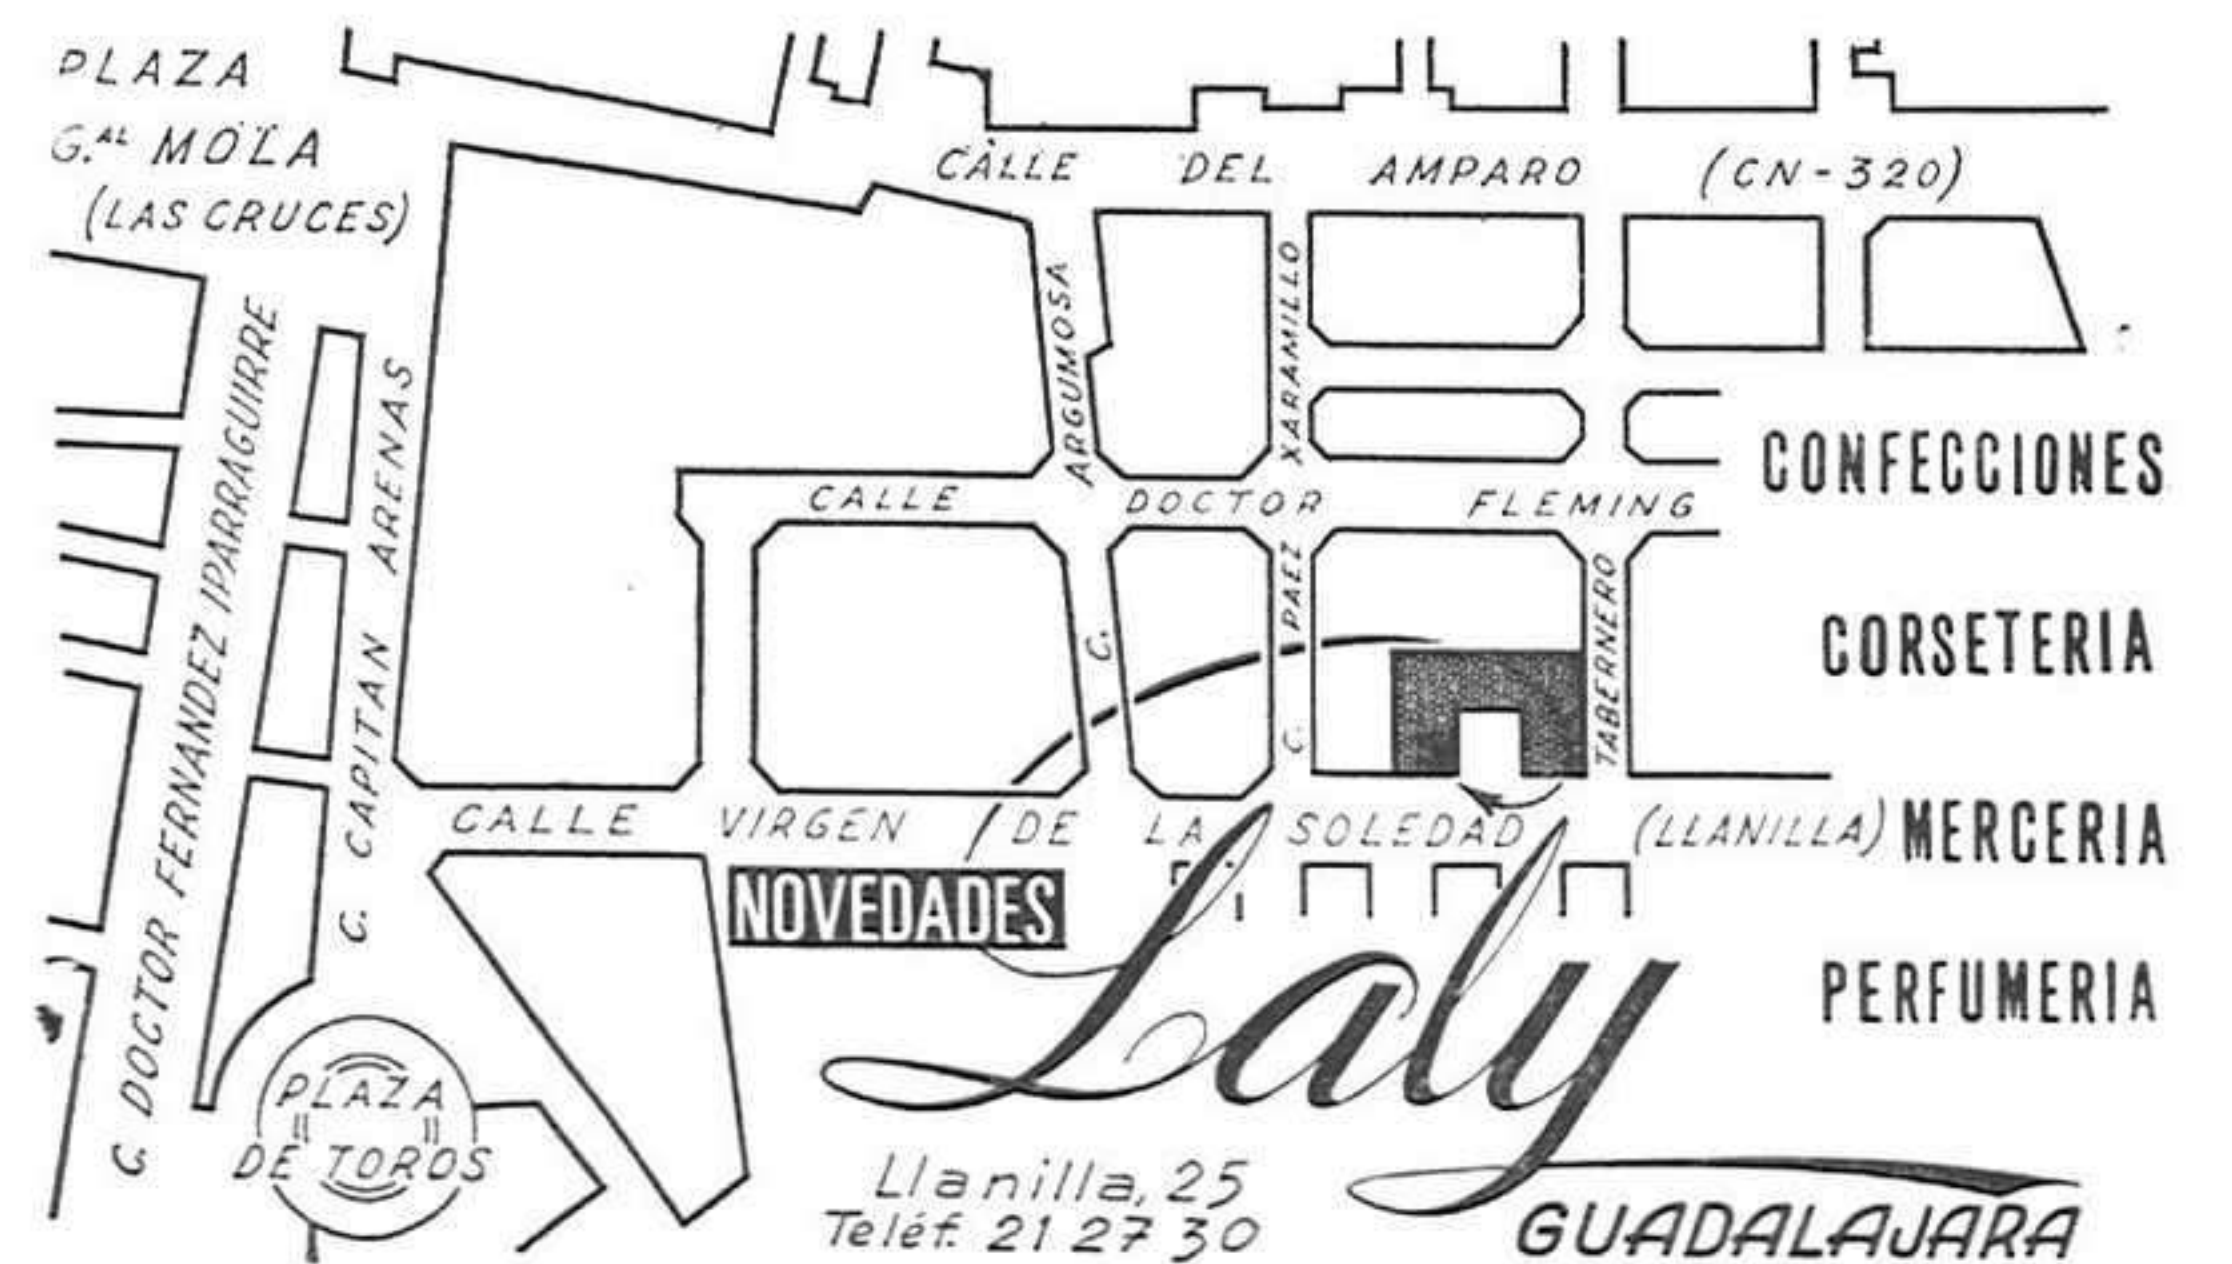 PLAZA
G.AL MOLA
(LAS CRUCES)
CALLE DEL AMPARO (CN-320)
C. DOCTOR FERNANDEZ IPARRAGUIRRE
C. CAPITAN ARENAS
C. ARGUMOSA
C. PAEZ XARAMILLO
TABERNERO
CALLE DOCTOR FLEMING
CALLE VIRGEN DE LA SOLEDAD (LLANILLA)
PLAZA
DE TOROS
CONFECCIONES
CORSETERIA
MERCERIA
PERFUMERIA
NOVEDADES
Laly
Llanilla, 25
Teléf. 21 27 30
GUADALAJARA